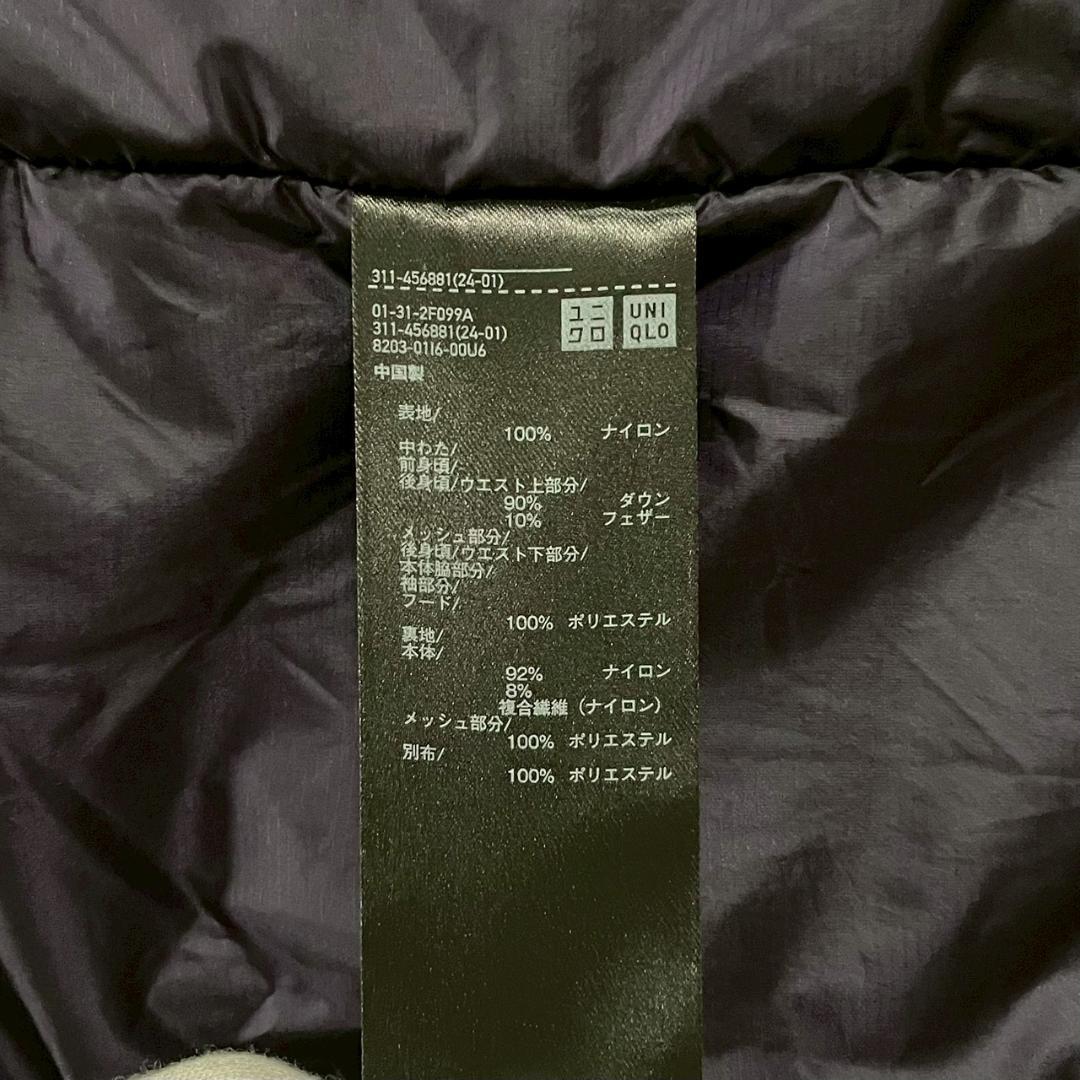 311-456881(24-01)
01-31-2F099A
311-456881(24-01)
8203-01I6-00U6
ユニ
クロ
UNI
QLO
中国製
表地/
100% ナイロン
中わた/
前身頃/
後身頃/ウエスト上部分/
90% ダウン
10% フェザー
メッシュ部分/
後身頃/ウエスト下部分/
本体脇部分/
袖部分/
フード/
100% ポリエステル
裏地/
本体/
92% ナイロン
8%
複合繊維（ナイロン）
メッシュ部分/
100% ポリエステル
別布/
100% ポリエステル